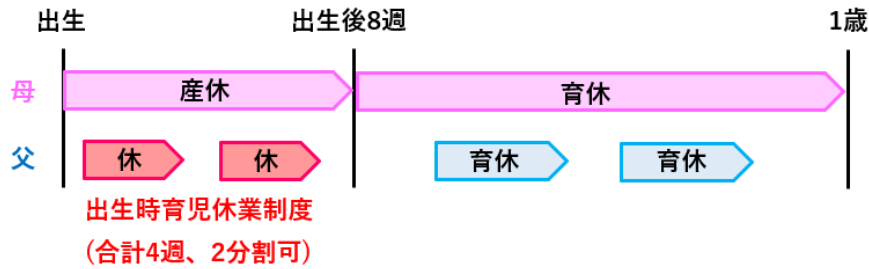 出生 出生後8週 1歳
母 産休 育休
父 休 休 育休 育休
出生時育児休業制度
(合計4週、2分割可)